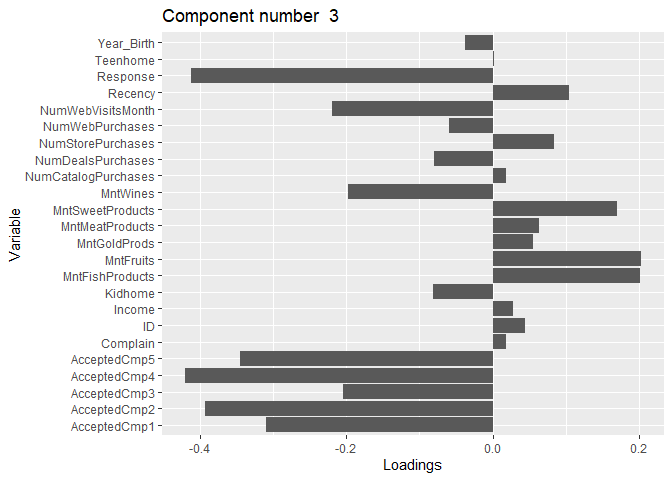 Component number  3
Variable
Year_Birth
Teenhome
Response
Recency
NumWebVisitsMonth
NumWebPurchases
NumStorePurchases
NumDealsPurchases
NumCatalogPurchases
MntWines
MntSweetProducts
MntMeatProducts
MntGoldProds
MntFruits
MntFishProducts
Kidhome
Income
ID
Complain
AcceptedCmp5
AcceptedCmp4
AcceptedCmp3
AcceptedCmp2
AcceptedCmp1
-0.4 -0.2 0.0 0.2
Loadings